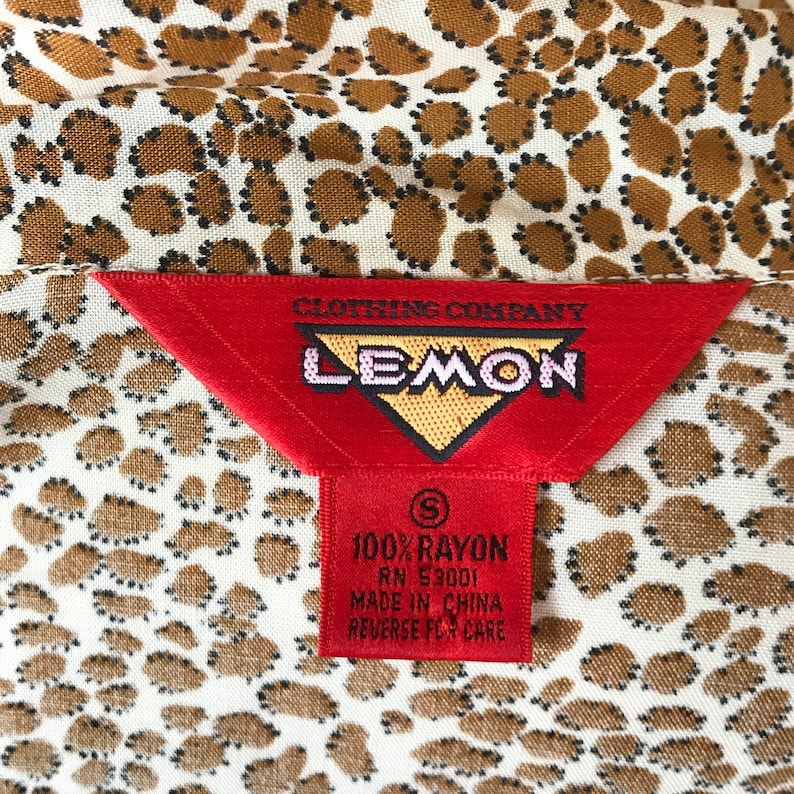 CLOTHING COMPANY
LEMON
S
100% RAYON
RN 53001
MADE IN CHINA
REVERSE FOR CARE